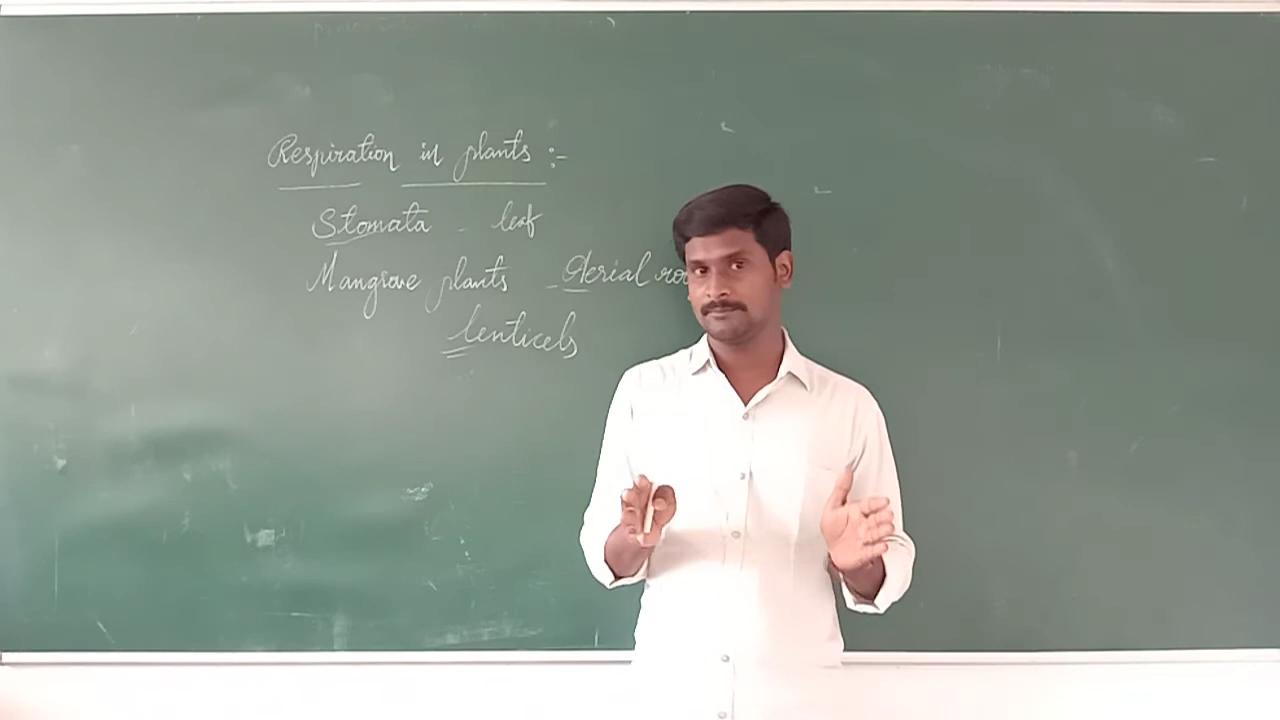 Respiration in plants :-
Stomata - leaf
Mangrove plants - Aerial
lenticels